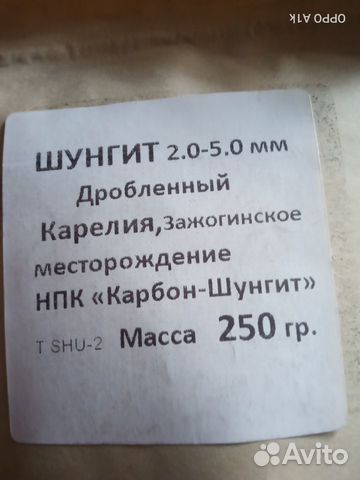 OPPO A1k
ШУНГИТ 2.0-5.0 мм
Дробленный
Карелия,Зажогинское
месторождение
НПК «Карбон-Шунгит»
T SHU-2 Масса 250 гр.
Avito